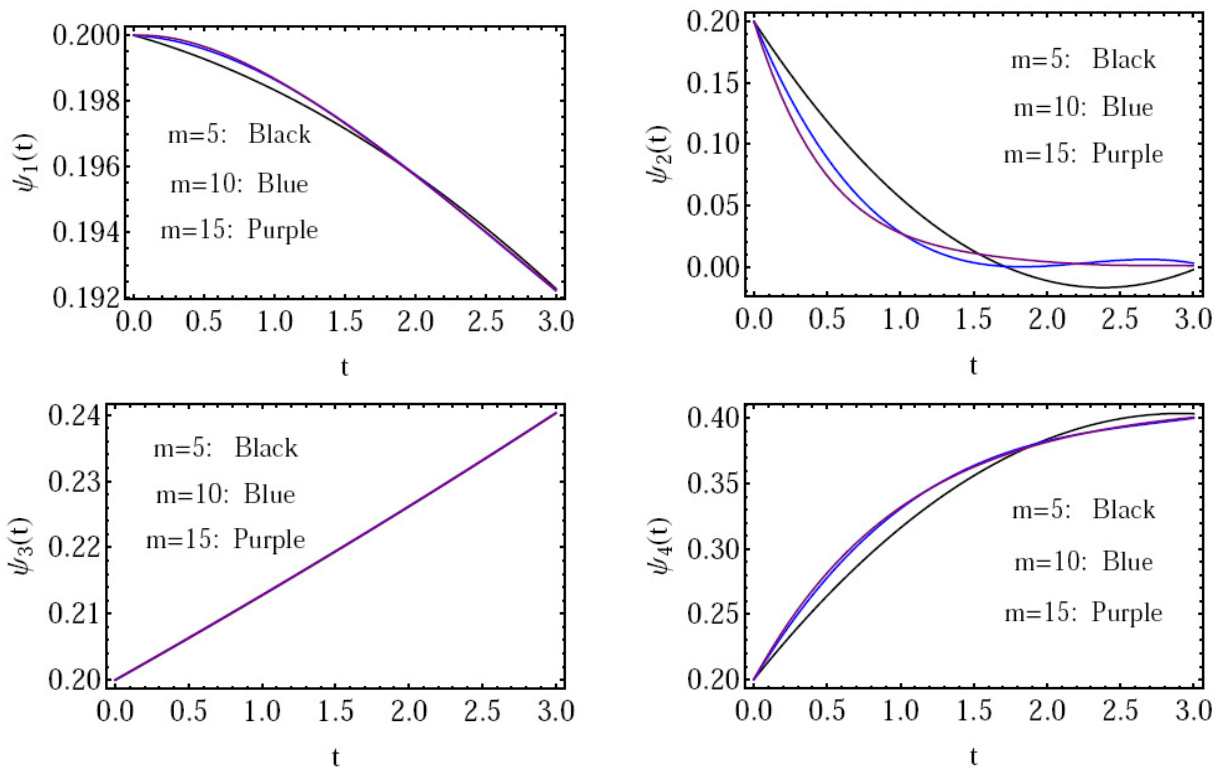 0.200
0.198
0.196
0.194
0.192
ψ₁(t)
m=5: Black
m=10: Blue
m=15: Purple
0.0 0.5 1.0 1.5 2.0 2.5 3.0
t
0.20
0.15
0.10
0.05
0.00
ψ₂(t)
m=5: Black
m=10: Blue
m=15: Purple
0.0 0.5 1.0 1.5 2.0 2.5 3.0
t
0.24
0.23
0.22
0.21
0.20
ψ₃(t)
m=5: Black
m=10: Blue
m=15: Purple
0.0 0.5 1.0 1.5 2.0 2.5 3.0
t
0.40
0.35
0.30
0.25
0.20
ψ₄(t)
m=5: Black
m=10: Blue
m=15: Purple
0.0 0.5 1.0 1.5 2.0 2.5 3.0
t